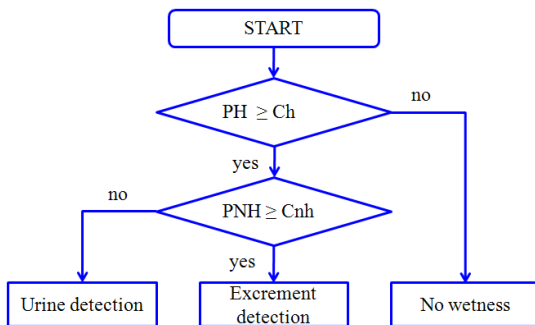 START
PH ≥ Ch
no
yes
no
PNH ≥ Cnh
yes
Urine detection
Excrement
detection
No wetness